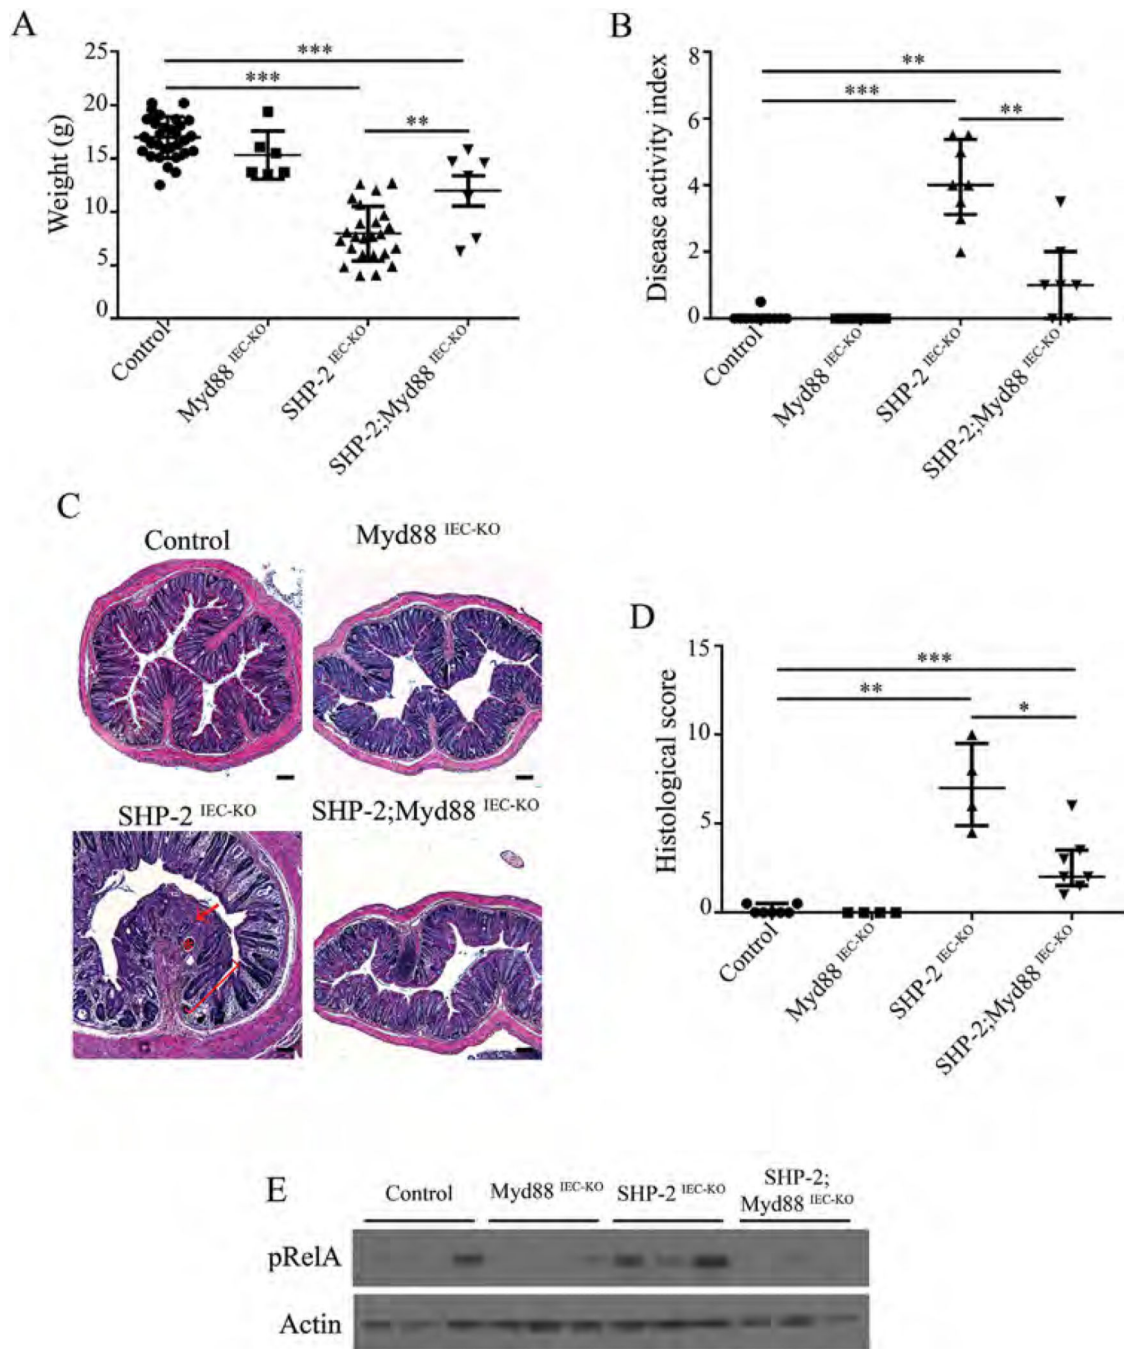 A
Weight (g)
25
20
15
10
5
0
***
***
**
Control
Myd88 IEC-KO
SHP-2 IEC-KO
SHP-2;Myd88 IEC-KO
B
Disease activity index
8
6
4
2
0
**
***
**
Control
Myd88 IEC-KO
SHP-2 IEC-KO
SHP-2;Myd88 IEC-KO
C
Control
Myd88 IEC-KO
SHP-2 IEC-KO
SHP-2;Myd88 IEC-KO
D
Histological score
15
10
5
0
***
**
*
Control
Myd88 IEC-KO
SHP-2 IEC-KO
SHP-2;Myd88 IEC-KO
E
Control
Myd88 IEC-KO
SHP-2 IEC-KO
SHP-2;
Myd88 IEC-KO
pRelA
Actin